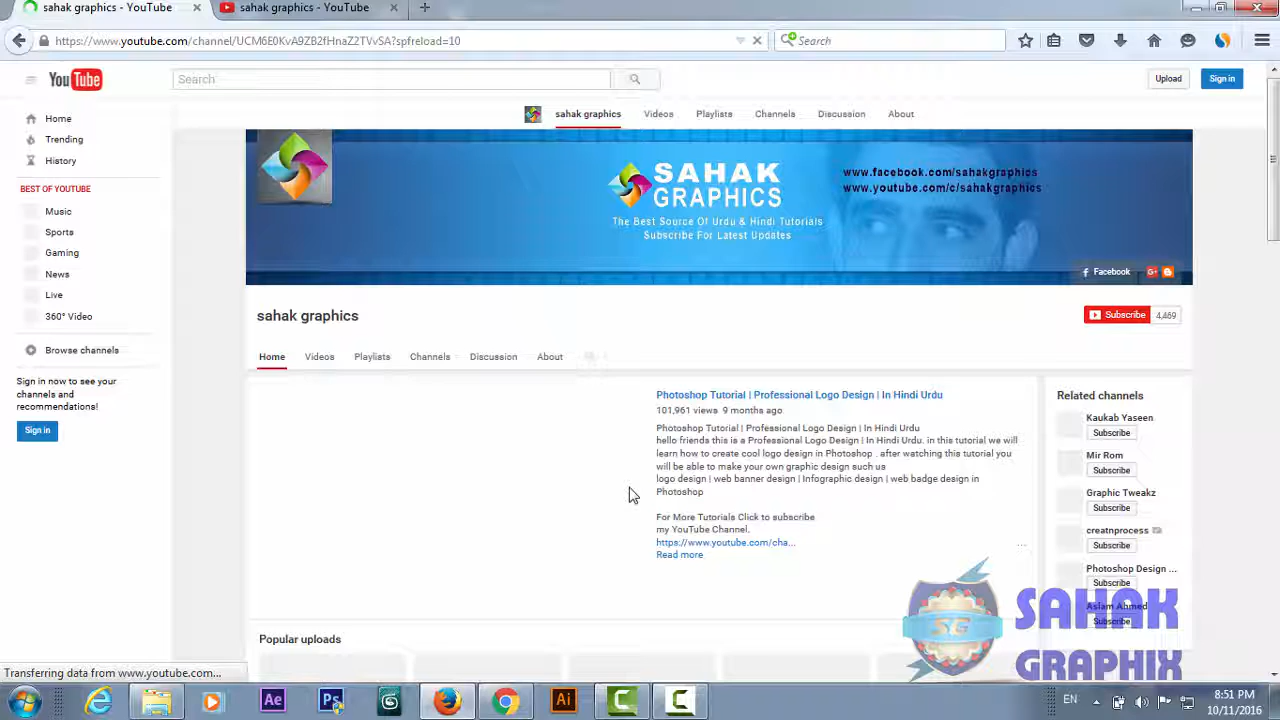 sahak graphics - YouTube
sahak graphics - YouTube
https://www.youtube.com/channel/UCM6E0KvA9ZB2fHnaZ2TVvSA?spfreload=10
Search
YouTube
Search
Upload
Sign in
sahak graphics
Videos
Playlists
Channels
Discussion
About
Home
Trending
History
BEST OF YOUTUBE
Music
Sports
Gaming
News
Live
360° Video
Browse channels
Sign in now to see your
channels and
recommendations!
Sign in
SAHAK
GRAPHICS
The Best Source Of Urdu & Hindi Tutorials
Subscribe For Latest Updates
www.facebook.com/sahakgraphics
www.youtube.com/c/sahakgraphics
Facebook
sahak graphics
Subscribe
4,469
Home
Videos
Playlists
Channels
Discussion
About
Photoshop Tutorial | Professional Logo Design | In Hindi Urdu
101,961 views 9 months ago
Photoshop Tutorial | Professional Logo Design | In Hindi Urdu
hello friends this is a Professional Logo Design | In Hindi Urdu. in this tutorial we will
learn how to create cool logo design in Photoshop . after watching this tutorial you
will be able to make your own graphic design such us
logo design | web banner design | Infographic design | web badge design in
Photoshop
For More Tutorials Click to subscribe
my YouTube Channel,
https://www.youtube.com/cha...
Read more
Related channels
Kaukab Yaseen
Subscribe
Mir Rom
Subscribe
Graphic Tweakz
Subscribe
creatnprocess
Subscribe
Photoshop Design ...
Subscribe
Aslam Ahmed
Subscribe
Popular uploads
SG
SAHAK
GRAPHIX
Transferring data from www.youtube.com...
Ae
Ps
Ai
EN
8:51 PM
10/11/2016